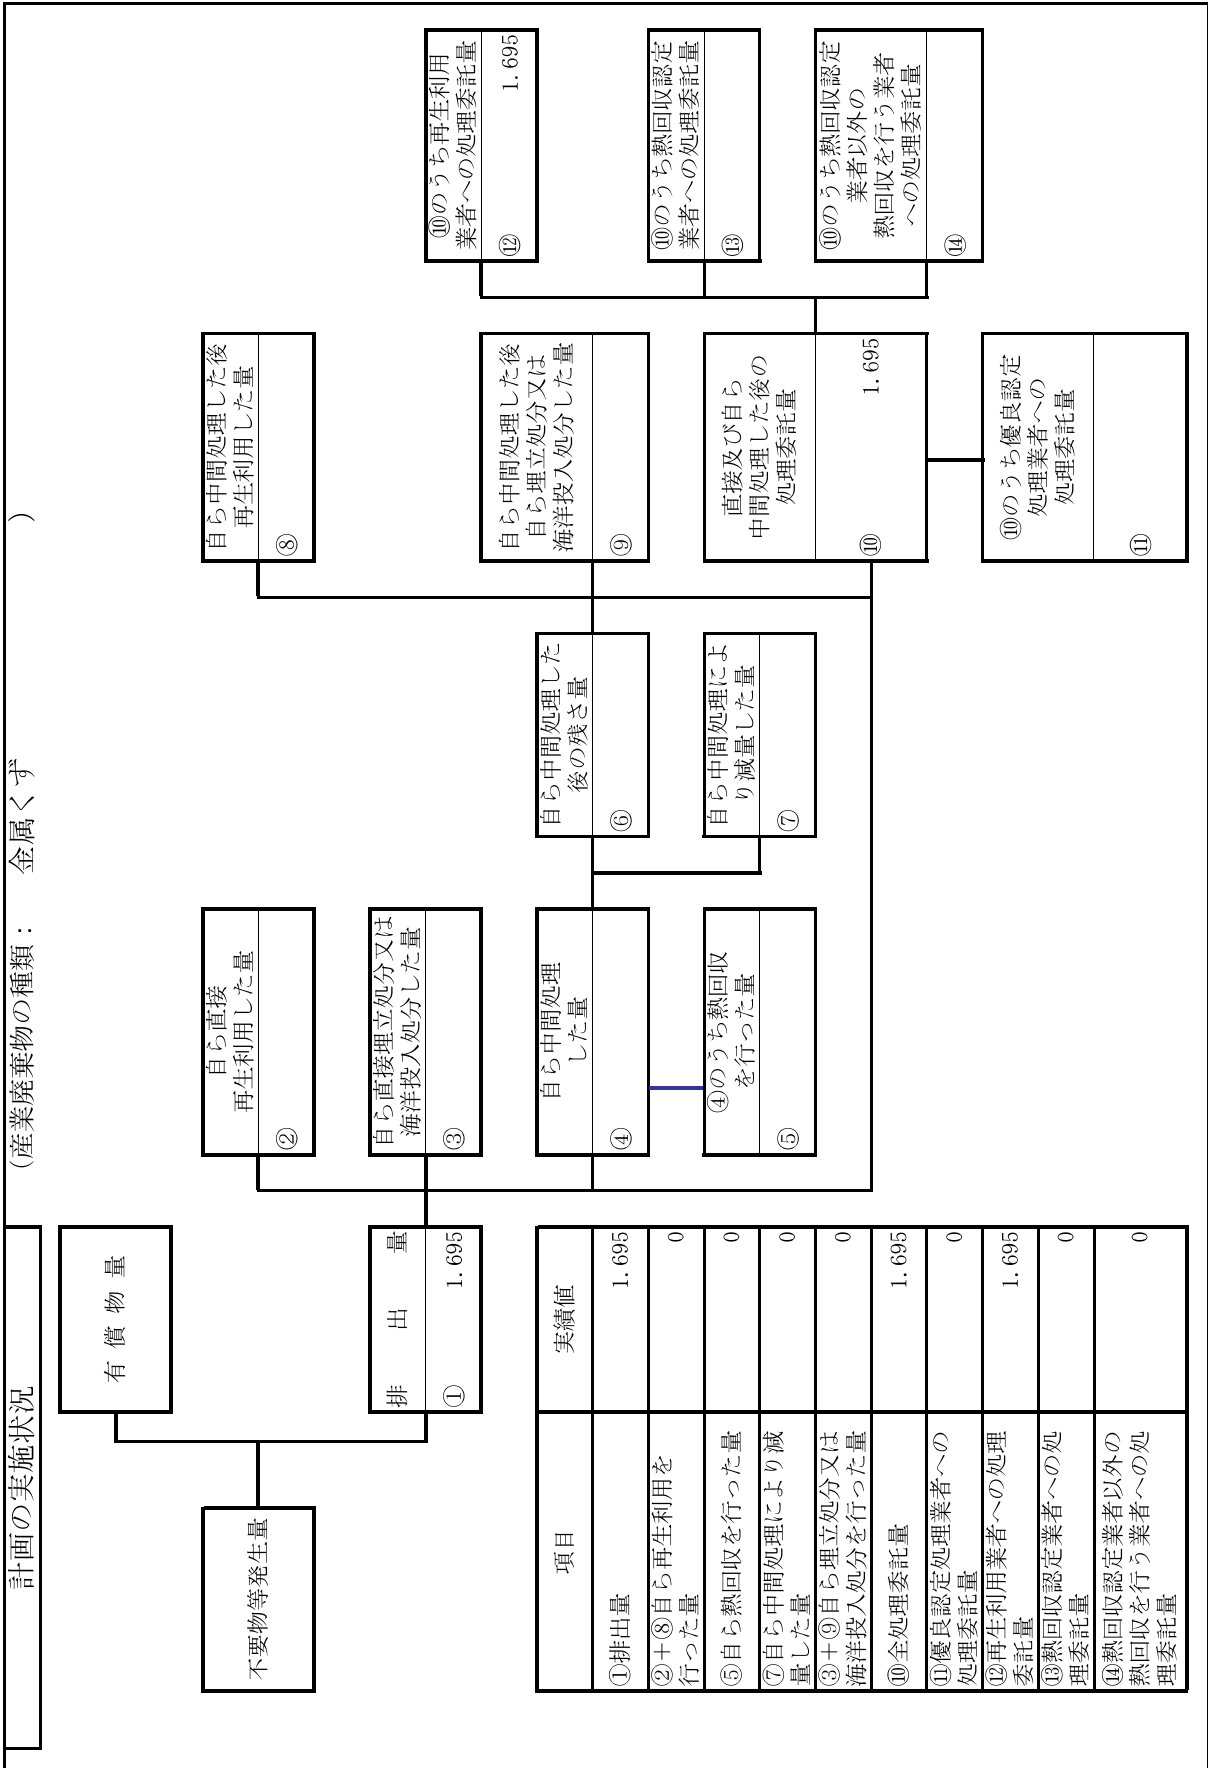 計画の実施状況
(産業廃棄物の種類： 金属くず )
不要物等発生量
有 償 物 量
排 出 量
① 1.695
自ら直接
再生利用した量
②
自ら直接埋立処分又は
海洋投入処分した量
③
自ら中間処理
した量
④
④のうち熱回収
を行った量
⑤
自ら中間処理した
後の残さ量
⑥
自ら中間処理によ
り減量した量
⑦
自ら中間処理した後
再生利用した量
⑧
自ら中間処理した後
自ら埋立処分又は
海洋投入処分した量
⑨
直接及び自ら
中間処理した後の
処理委託量
⑩ 1.695
⑩のうち優良認定
処理業者への
処理委託量
⑪
⑩のうち再生利用
業者への処理委託量
⑫ 1.695
⑩のうち熱回収認定
業者への処理委託量
⑬
⑩のうち熱回収認定
業者以外の
熱回収を行う業者
への処理委託量
⑭
項目 実績値
①排出量 1.695
②＋⑧自ら再生利用を
行った量 0
⑤自ら熱回収を行った量 0
⑦自ら中間処理により減
量した量 0
③＋⑨自ら埋立処分又は
海洋投入処分を行った量 0
⑩全処理委託量 1.695
⑪優良認定処理業者への
処理委託量 0
⑫再生利用業者への処理
委託量 1.695
⑬熱回収認定業者への処
理委託量 0
⑭熱回収認定業者以外の
熱回収を行う業者への処
理委託量 0